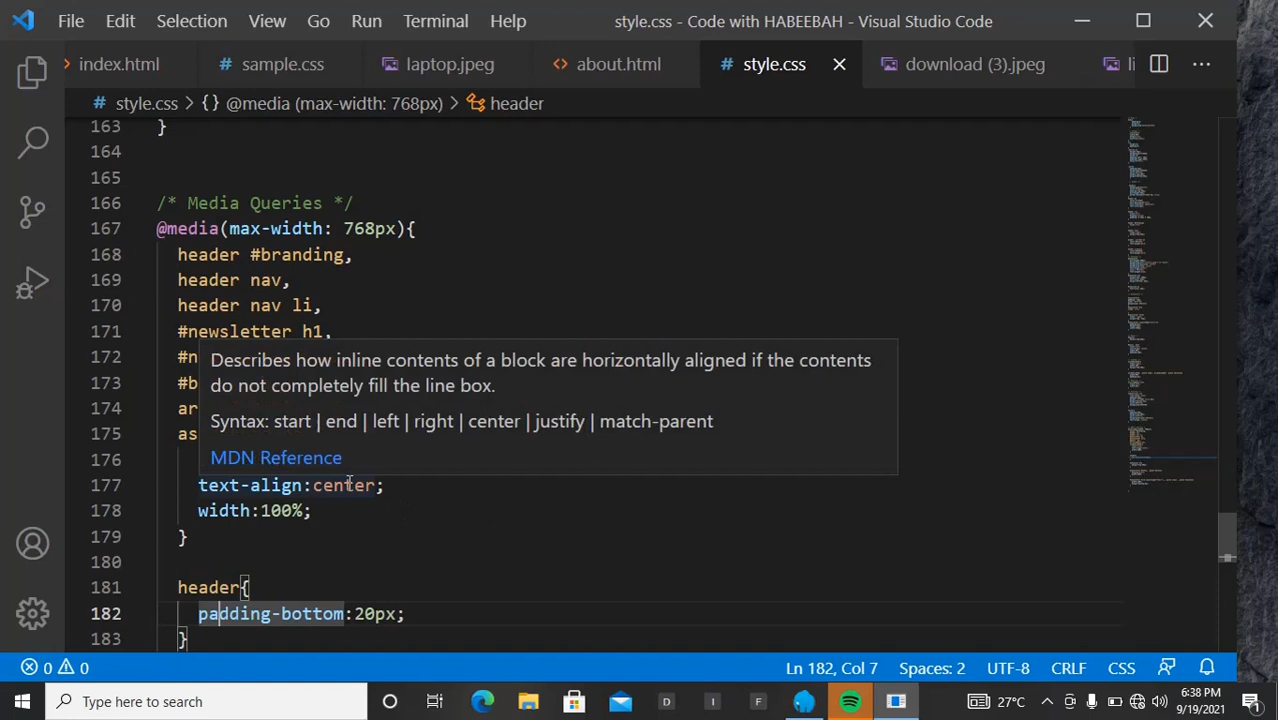 File Edit Selection View Go Run Terminal Help style.css - Code with HABEEBAH - Visual Studio Code
index.html # sample.css laptop.jpeg <> about.html # style.css download (3).jpeg li
# style.css > {} @media (max-width: 768px) > header
163 }
164
165
166 /* Media Queries */
167 @media(max-width: 768px){
168 header #branding,
169 header nav,
170 header nav li,
171 #newsletter h1,
172 #n
173 #b
174 ar
175 as
Describes how inline contents of a block are horizontally aligned if the contents
do not completely fill the line box.
Syntax: start | end | left | right | center | justify | match-parent
MDN Reference
176
177 text-align:center;
178 width:100%;
179 }
180
181 header{
182 padding-bottom:20px;
183 }
0 0 Ln 182, Col 7 Spaces: 2 UTF-8 CRLF CSS
Type here to search D I F 27°C 6:38 PM
9/19/2021 1